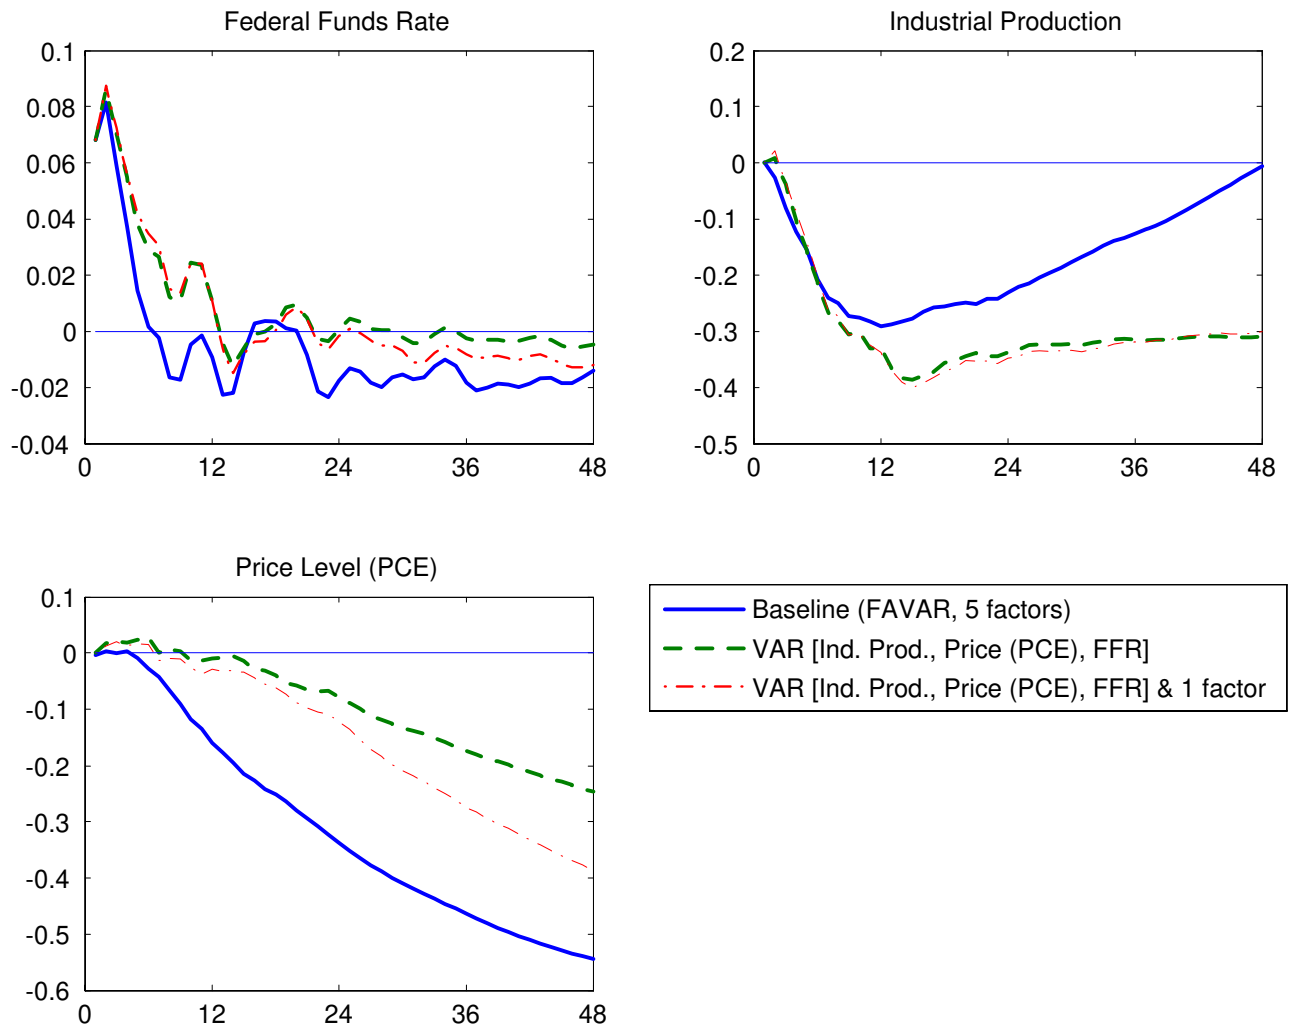 Federal Funds Rate
0.1
0.08
0.06
0.04
0.02
0
-0.02
-0.04
0 12 24 36 48
Industrial Production
0.2
0.1
0
-0.1
-0.2
-0.3
-0.4
-0.5
0 12 24 36 48
Price Level (PCE)
0.1
0
-0.1
-0.2
-0.3
-0.4
-0.5
-0.6
0 12 24 36 48
Baseline (FAVAR, 5 factors)
VAR [Ind. Prod., Price (PCE), FFR]
VAR [Ind. Prod., Price (PCE), FFR] & 1 factor